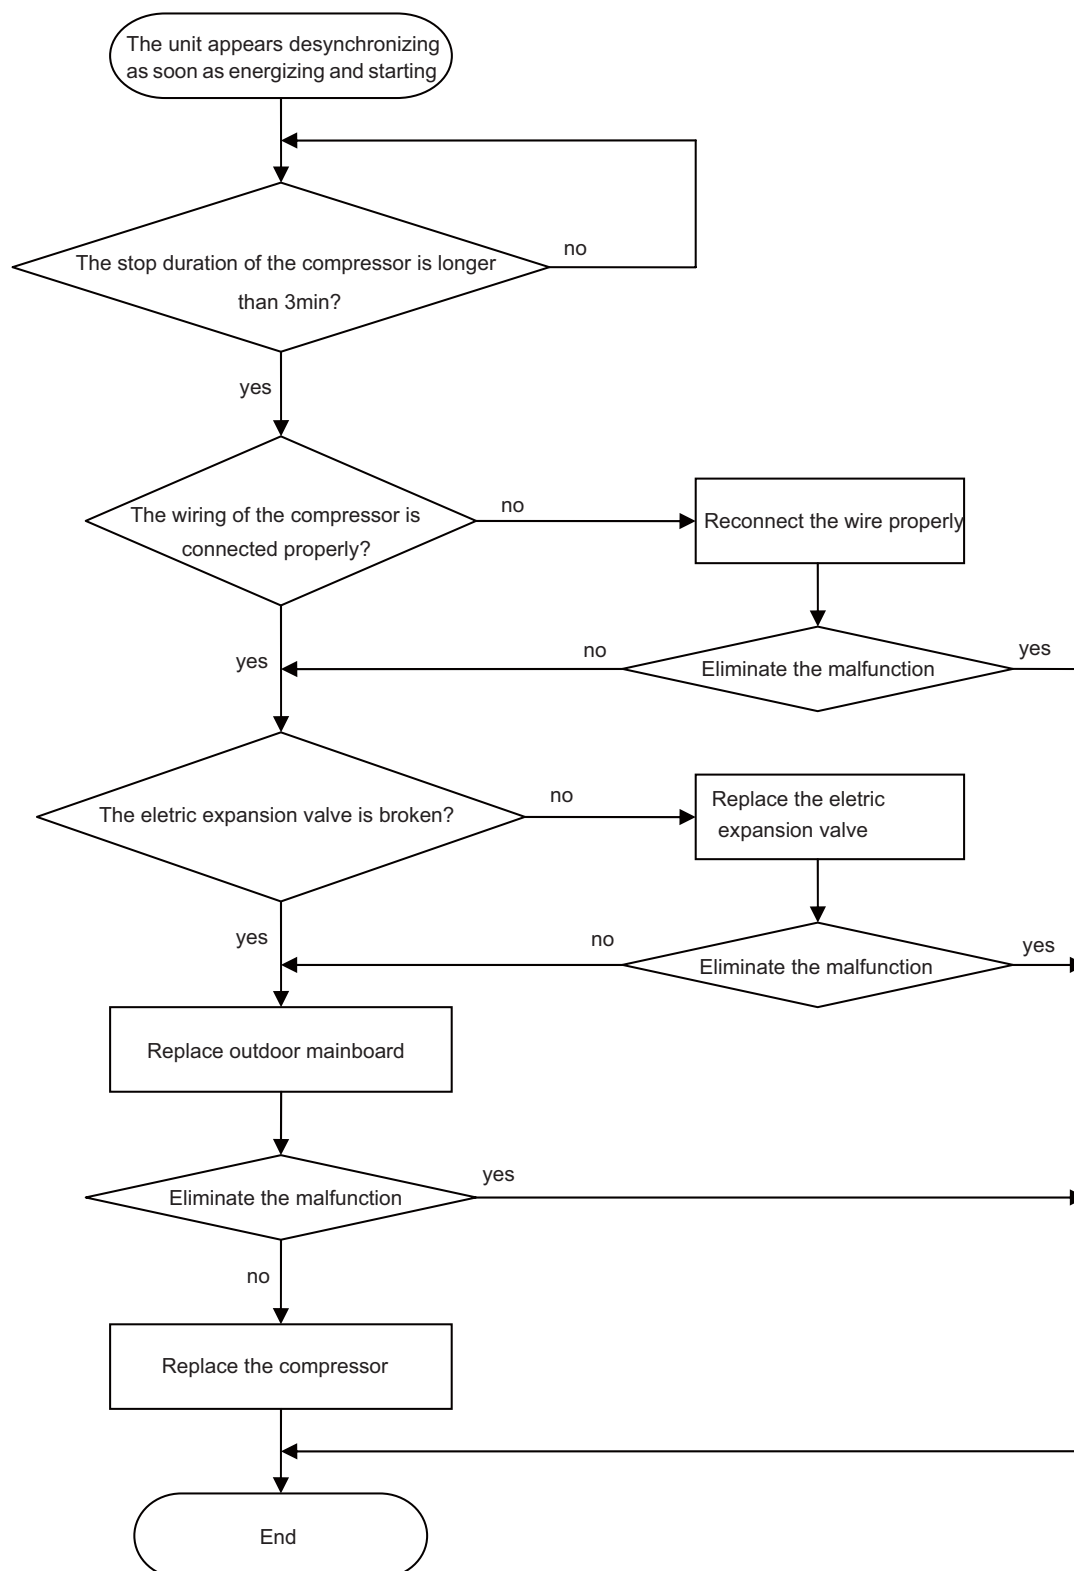 The unit appears desynchronizing
as soon as energizing and starting
no
The stop duration of the compressor is longer
than 3min?
yes
no
The wiring of the compressor is
connected properly?
Reconnect the wire properly
yes
no
Eliminate the malfunction
yes
The eletric expansion valve is broken?
no
Replace the eletric
expansion valve
yes
no
Eliminate the malfunction
yes
Replace outdoor mainboard
Eliminate the malfunction
yes
no
Replace the compressor
End